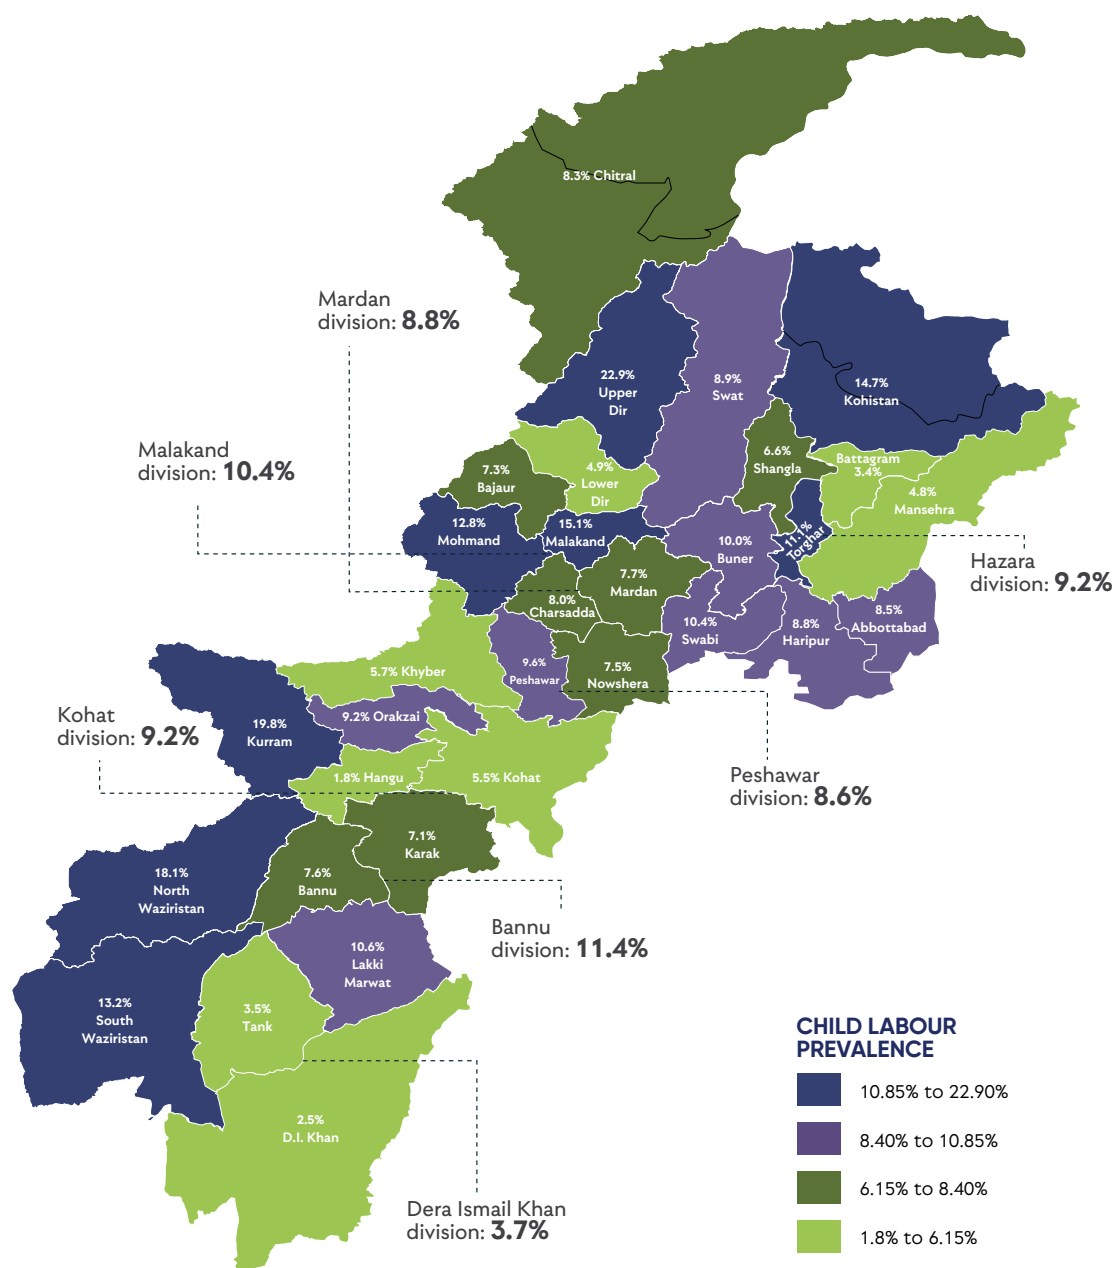 8.3% Chitral
Mardan
division: 8.8%
22.9%
Upper
Dir
8.9%
Swat
14.7%
Kohistan
Malakand
division: 10.4%
7.3%
Bajaur
4.9%
Lower
Dir
6.6%
Shangla
Battagram
3.4%
4.8%
Mansehra
12.8%
Mohmand
15.1%
Malakand
10.0%
Buner
11.1%
Torghar
Hazara
division: 9.2%
7.7%
Mardan
8.0%
Charsadda
10.4%
Swabi
8.8%
Haripur
8.5%
Abbottabad
5.7% Khyber
9.6%
Peshawar
7.5%
Nowshera
Kohat
division: 9.2%
19.8%
Kurram
9.2% Orakzai
1.8% Hangu
5.5% Kohat
Peshawar
division: 8.6%
7.1%
Karak
18.1%
North
Waziristan
7.6%
Bannu
Bannu
division: 11.4%
10.6%
Lakki
Marwat
13.2%
South
Waziristan
3.5%
Tank
2.5%
D.I. Khan
Dera Ismail Khan
division: 3.7%
CHILD LABOUR
PREVALENCE
10.85% to 22.90%
8.40% to 10.85%
6.15% to 8.40%
1.8% to 6.15%